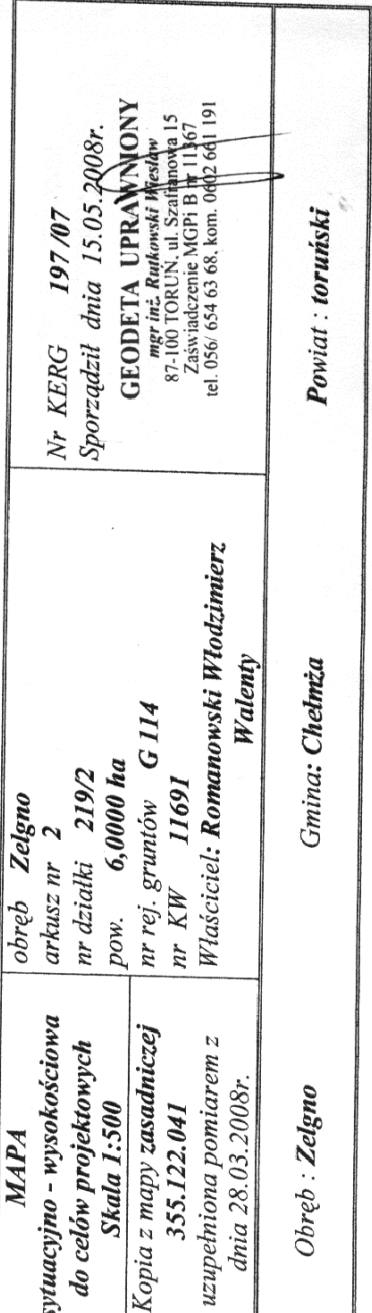 MAPA
sytuacyjno - wysokościowa
do celów projektowych
Skala 1:500
Kopia z mapy zasadniczej
355.122.041
uzupełniona pomiarem z
dnia 28.03.2008r.
obręb Zelgno
arkusz nr 2
nr działki 219/2
pow. 6,0000 ha
nr rej. gruntów G 114
nr KW 11691
Właściciel: Romanowski Włodzimierz
Walenty
Nr KERG 197/07
Sporządził dnia 15.05.2008r.
GEODETA UPRAWNIONY
mgr inż. Rutkowski Wiesław
87-100 TORUŃ, ul. Szafranowa 15
Zaświadczenie MGPi B nr 11367
tel. 056/ 654 63 68, kom. 0602 661 191
Obręb : Zelgno Gmina: Chełmża Powiat : toruński